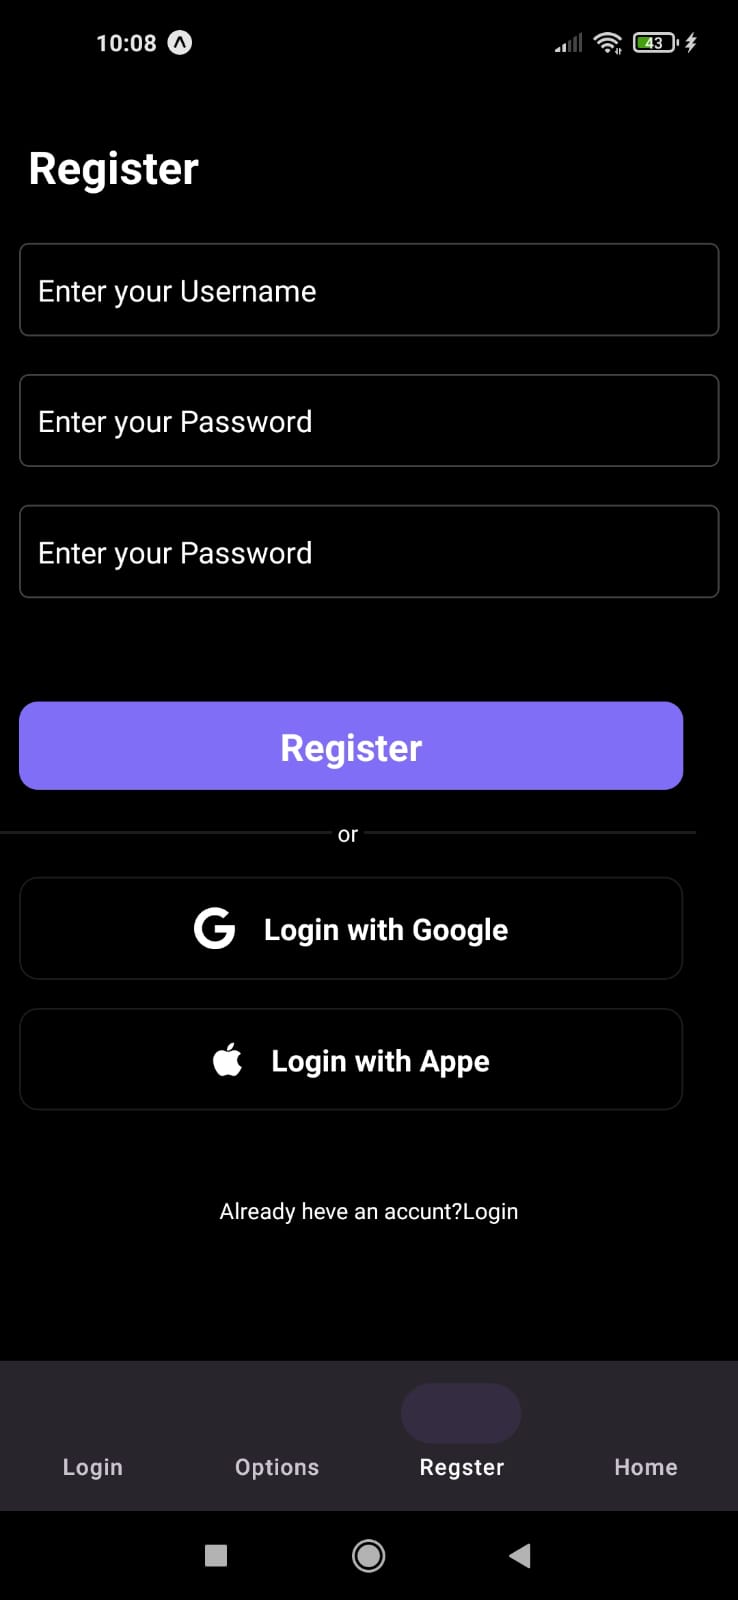 10:08
43
Register
Enter your Username
Enter your Password
Enter your Password
Register
or
Login with Google
Login with Appe
Already heve an accunt?Login
Login Options Regster Home